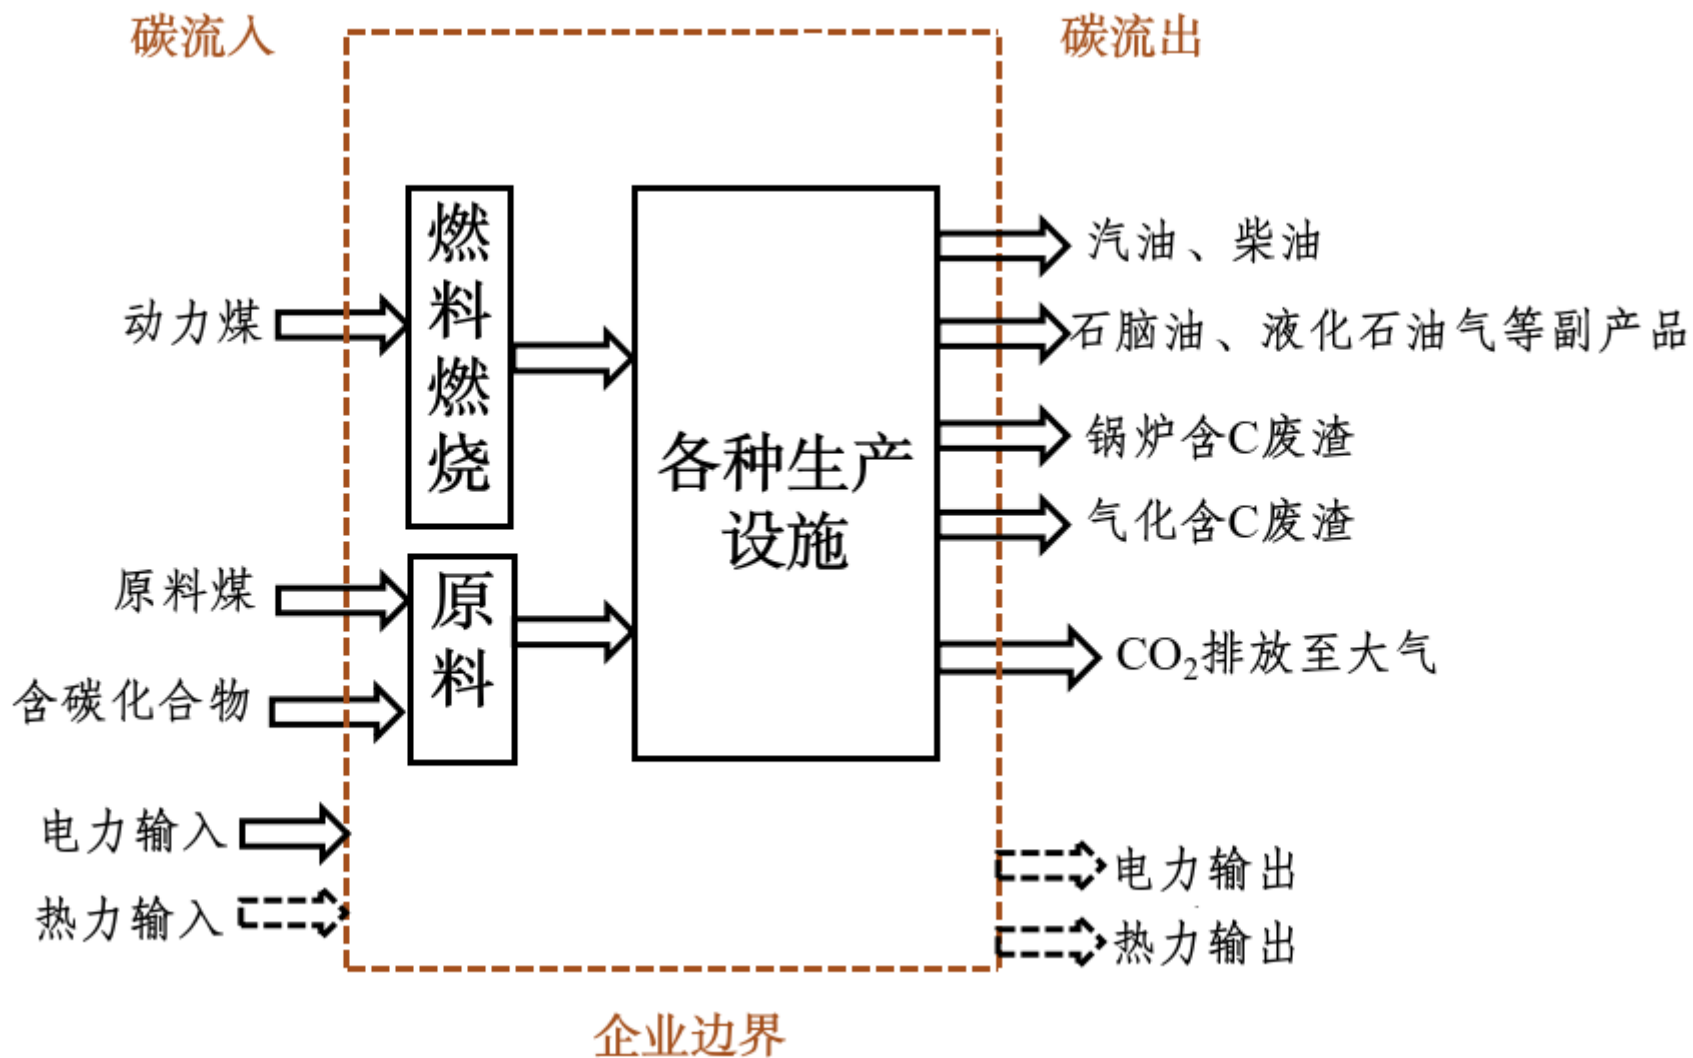 碳流入
碳流出
燃料燃烧
动力煤
原料煤
含碳化合物
原料
各种生产
设施
汽油、柴油
石脑油、液化石油气等副产品
锅炉含C废渣
气化含C废渣
CO₂排放至大气
电力输入
热力输入
电力输出
热力输出
企业边界